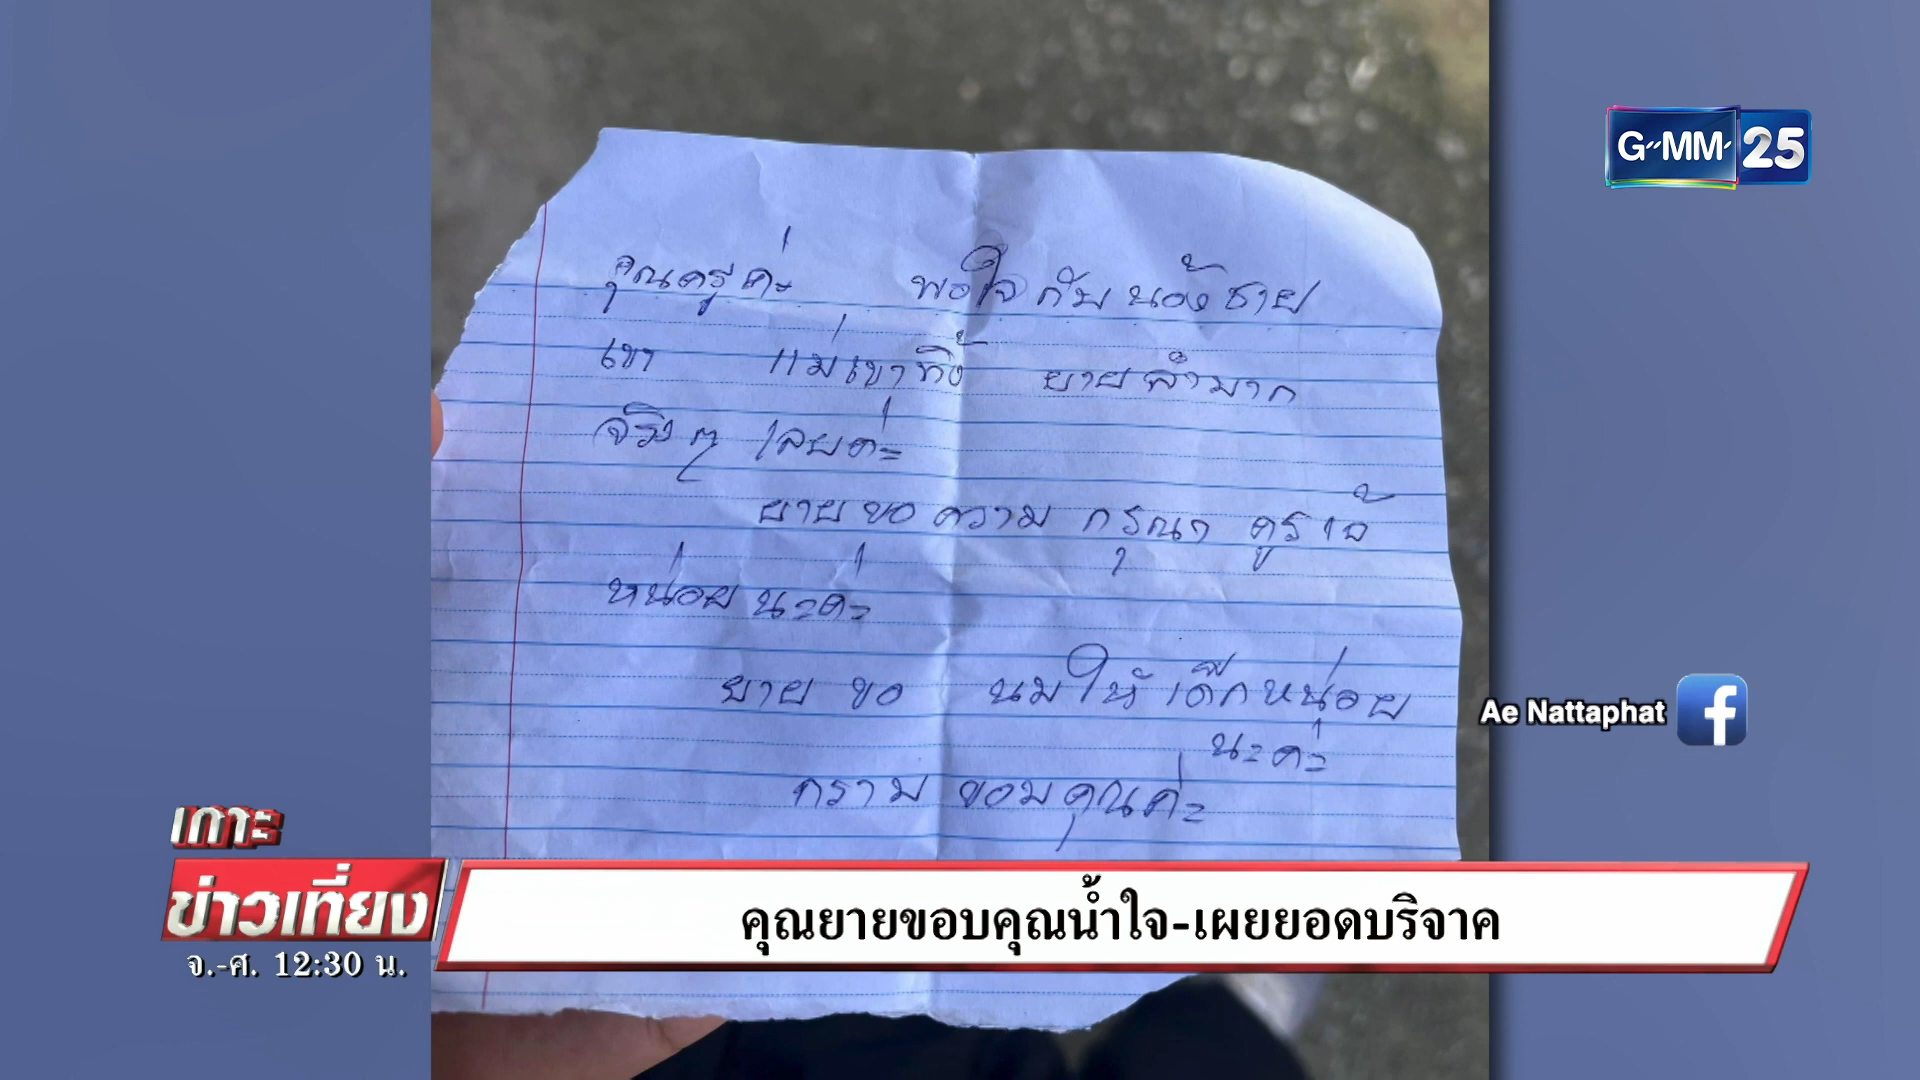 G"MM' 25
คุณครูค่ะ พอใจ กับ น้อง ชาย
เขา แม่เขาทิ้ง ยายลำมาก
จริงๆ เลยค่ะ
ยาย ขอ ความ กรุณา
หน่อย นะค่ะ
ยาย ขอ นมให้ เด็กหน่อย
นะคะ
กราบ ขอบคุณค่ะ
Ae Nattaphat
เกาะ
ข่าวเที่ยง
จ.-ศ. 12:30 น.
คุณยายขอบคุณน้ำใจ-เผยยอดบริจาค